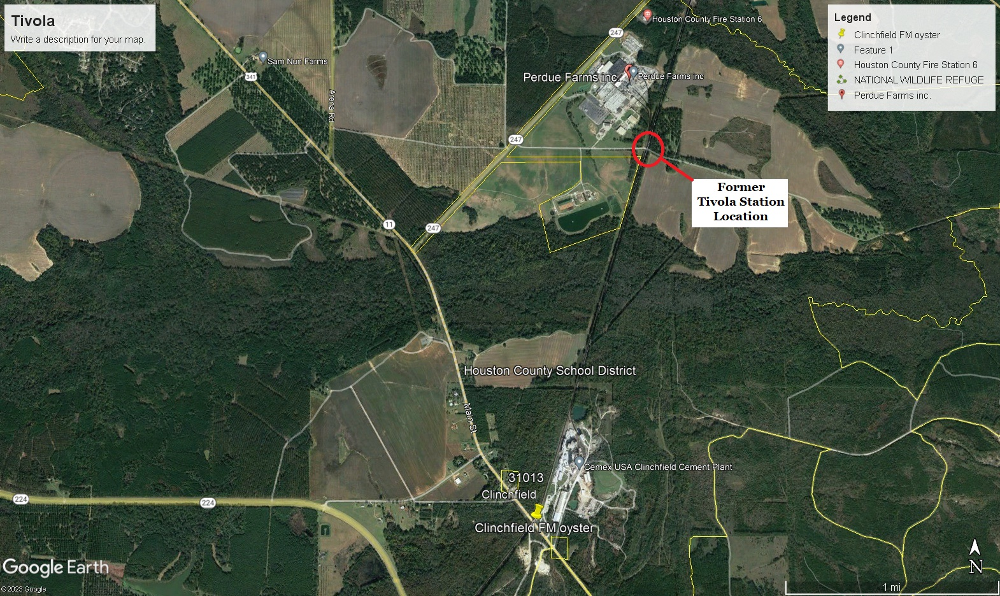 Tivola
Write a description for your map.
Legend
Clinchfield FM oyster
Feature 1
Houston County Fire Station 6
NATIONAL WILDLIFE REFUGE
Perdue Farms inc.
Houston County Fire Station 6
247
Sam Nun Farms
341
Perdue Farms inc.
Perdue Farms inc
Arena Rd
247
Former
Tivola Station
Location
11
247
Houston County School District
Main St
Cemex USA Clinchfield Cement Plant
31013
Clinchfield
224
224
Clinchfield FM oyster
Google Earth
N
©2023 Google
1 mi